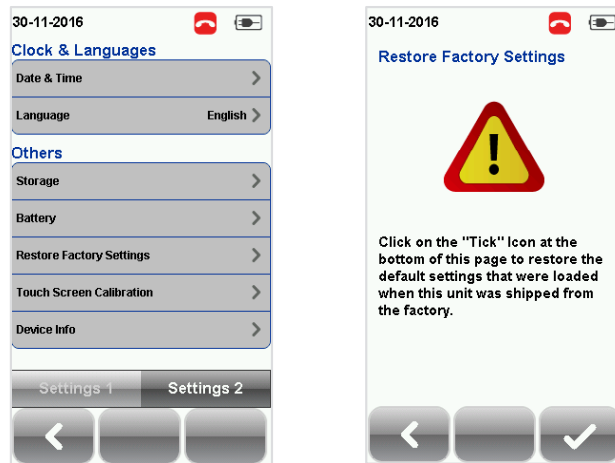 30-11-2016
Clock & Languages
Date & Time
Language English
Others
Storage
Battery
Restore Factory Settings
Touch Screen Calibration
Device Info
Settings 1 Settings 2
30-11-2016
Restore Factory Settings
!
Click on the "Tick" Icon at the
bottom of this page to restore the
default settings that were loaded
when this unit was shipped from
the factory.